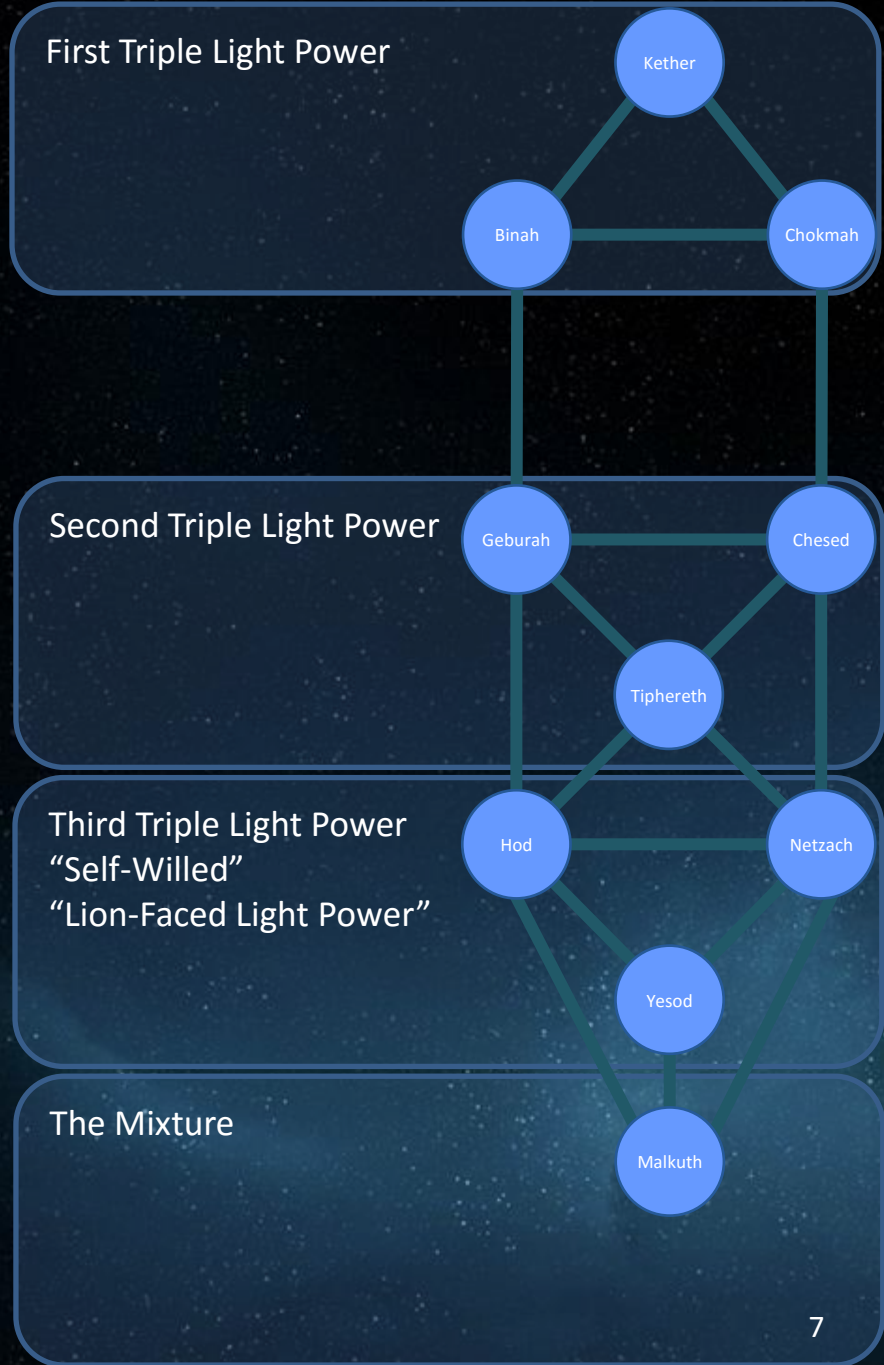 First Triple Light Power
Kether
Binah
Chokmah
Second Triple Light Power
Geburah
Chesed
Tiphereth
Third Triple Light Power
“Self-Willed”
“Lion-Faced Light Power”
Hod
Netzach
Yesod
The Mixture
Malkuth
7